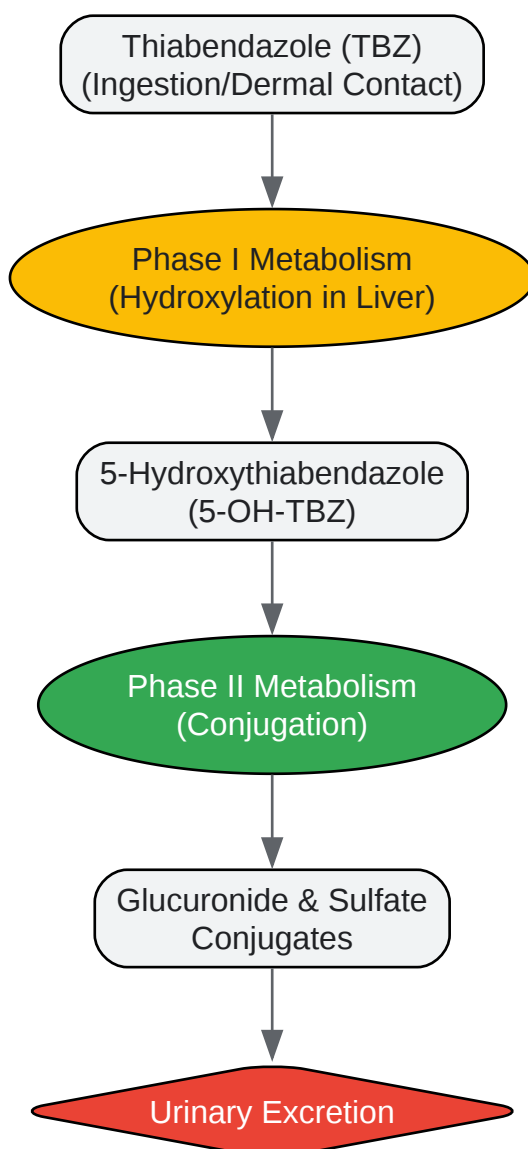 Thiabendazole (TBZ)
(Ingestion/Dermal Contact)
Phase I Metabolism
(Hydroxylation in Liver)
5-Hydroxythiabendazole
(5-OH-TBZ)
Phase II Metabolism
(Conjugation)
Glucuronide & Sulfate
Conjugates
Urinary Excretion